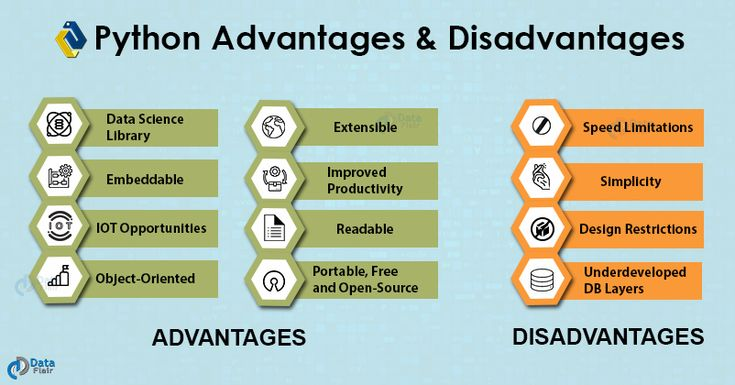 Python Advantages & Disadvantages
Data Science
Library
Embeddable
IOT
IOT Opportunities
Object-Oriented
Extensible
Improved
Productivity
Readable
Portable, Free
and Open-Source
ADVANTAGES
Speed Limitations
Simplicity
Design Restrictions
Underdeveloped
DB Layers
DISADVANTAGES
Data
Flair